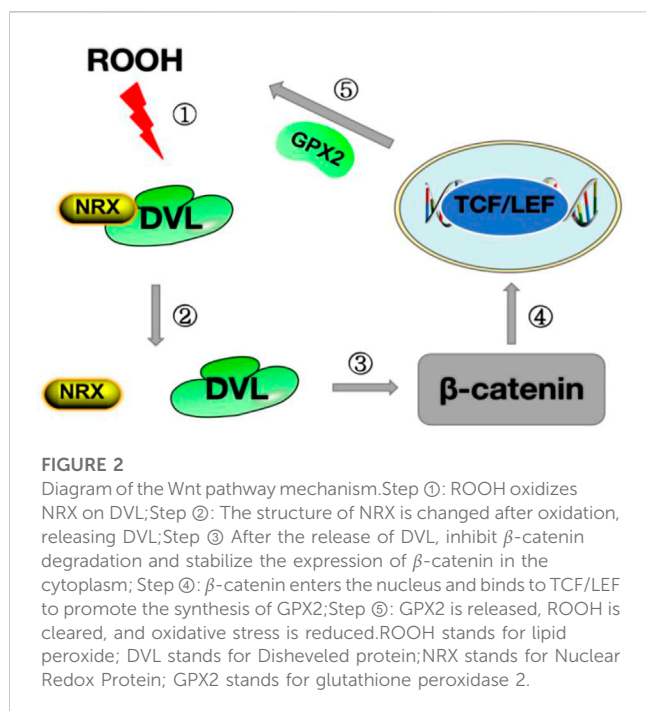 ROOH
①
⑤
GPX2
NRX
DVL
TCF/LEF
②
④
NRX
DVL
③
β-catenin
FIGURE 2
Diagram of the Wnt pathway mechanism.Step ①: ROOH oxidizes
NRX on DVL;Step ②: The structure of NRX is changed after oxidation,
releasing DVL;Step ③ After the release of DVL, inhibit β-catenin
degradation and stabilize the expression of β-catenin in the
cytoplasm; Step ④: β-catenin enters the nucleus and binds to TCF/LEF
to promote the synthesis of GPX2;Step ⑤: GPX2 is released, ROOH is
cleared, and oxidative stress is reduced.ROOH stands for lipid
peroxide; DVL stands for Disheveled protein;NRX stands for Nuclear
Redox Protein; GPX2 stands for glutathione peroxidase 2.